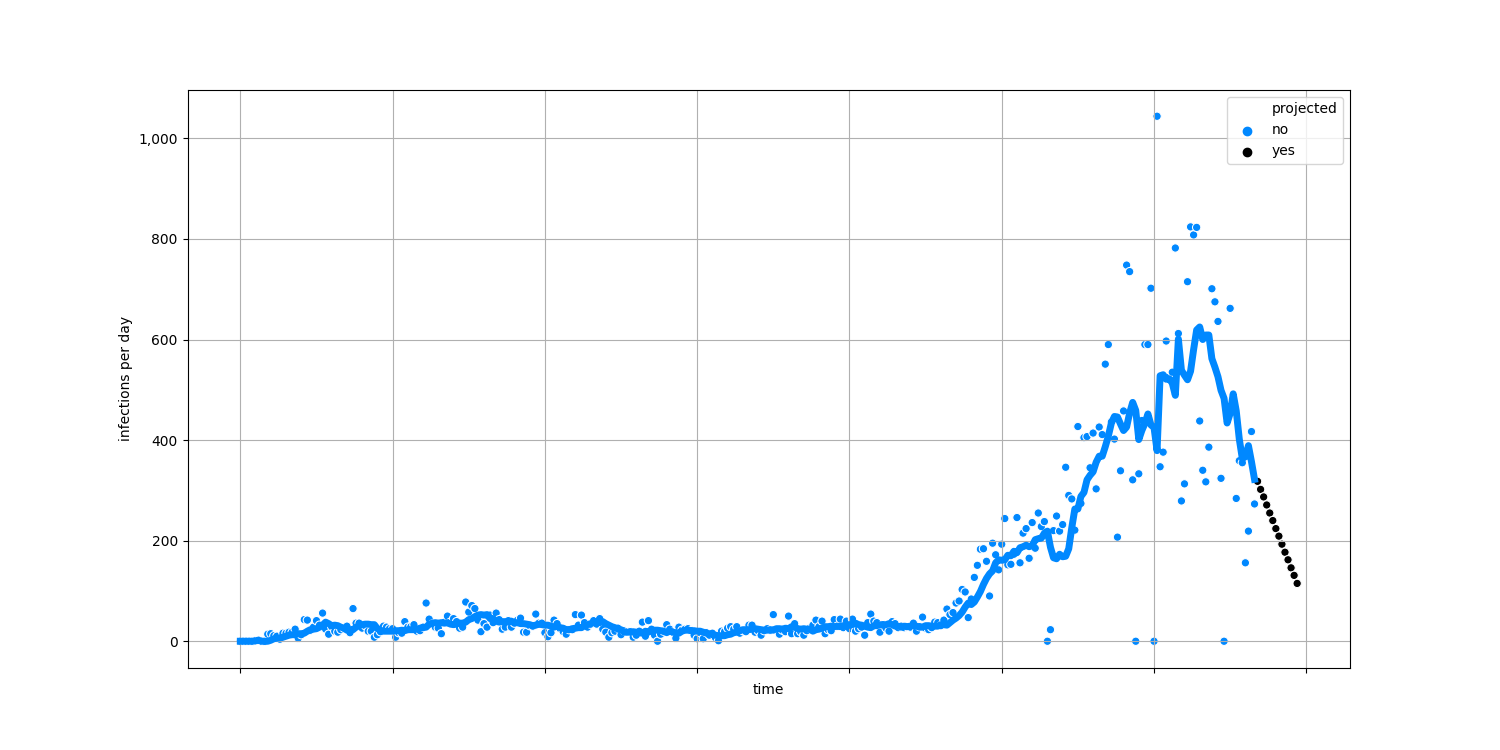 projected
no
yes
1,000
800
600
400
200
0
infections per day
time